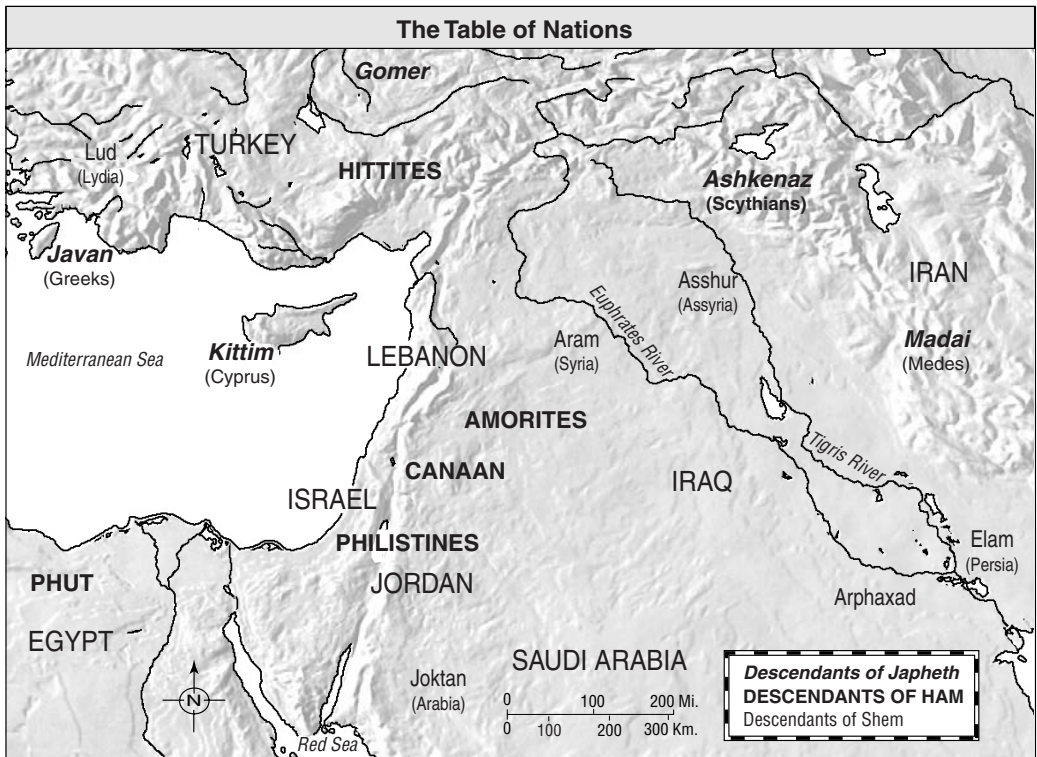 The Table of Nations
Gomer
TURKEY
Lud
(Lydia)
HITTITES
Ashkenaz
(Scythians)
Javan
(Greeks)
IRAN
Asshur
(Assyria)
Euphrates River
Aram
(Syria)
Madai
(Medes)
Mediterranean Sea
Kittim
(Cyprus)
LEBANON
AMORITES
Tigris River
CANAAN
IRAQ
ISRAEL
PHILISTINES
Elam
(Persia)
PHUT
JORDAN
Arphaxad
EGYPT
SAUDI ARABIA
Joktan
(Arabia)
N
Red Sea
0 100 200 Mi.
0 100 200 300 Km.
Descendants of Japheth
DESCENDANTS OF HAM
Descendants of Shem